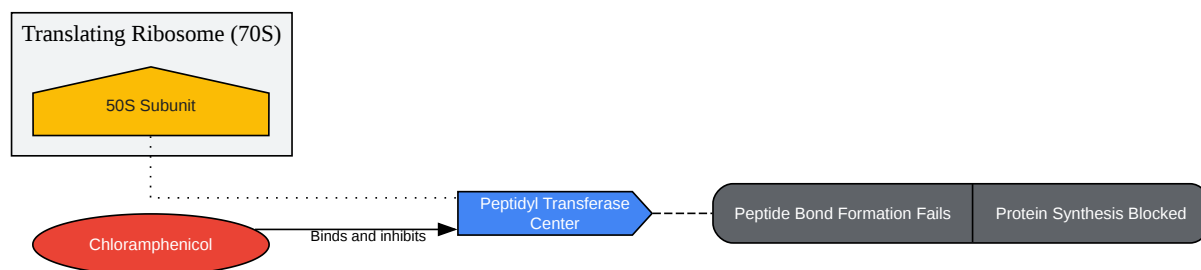 Translating Ribosome (70S)
50S Subunit
Chloramphenicol
Binds and inhibits
Peptidyl Transferase
Center
Peptide Bond Formation Fails
Protein Synthesis Blocked